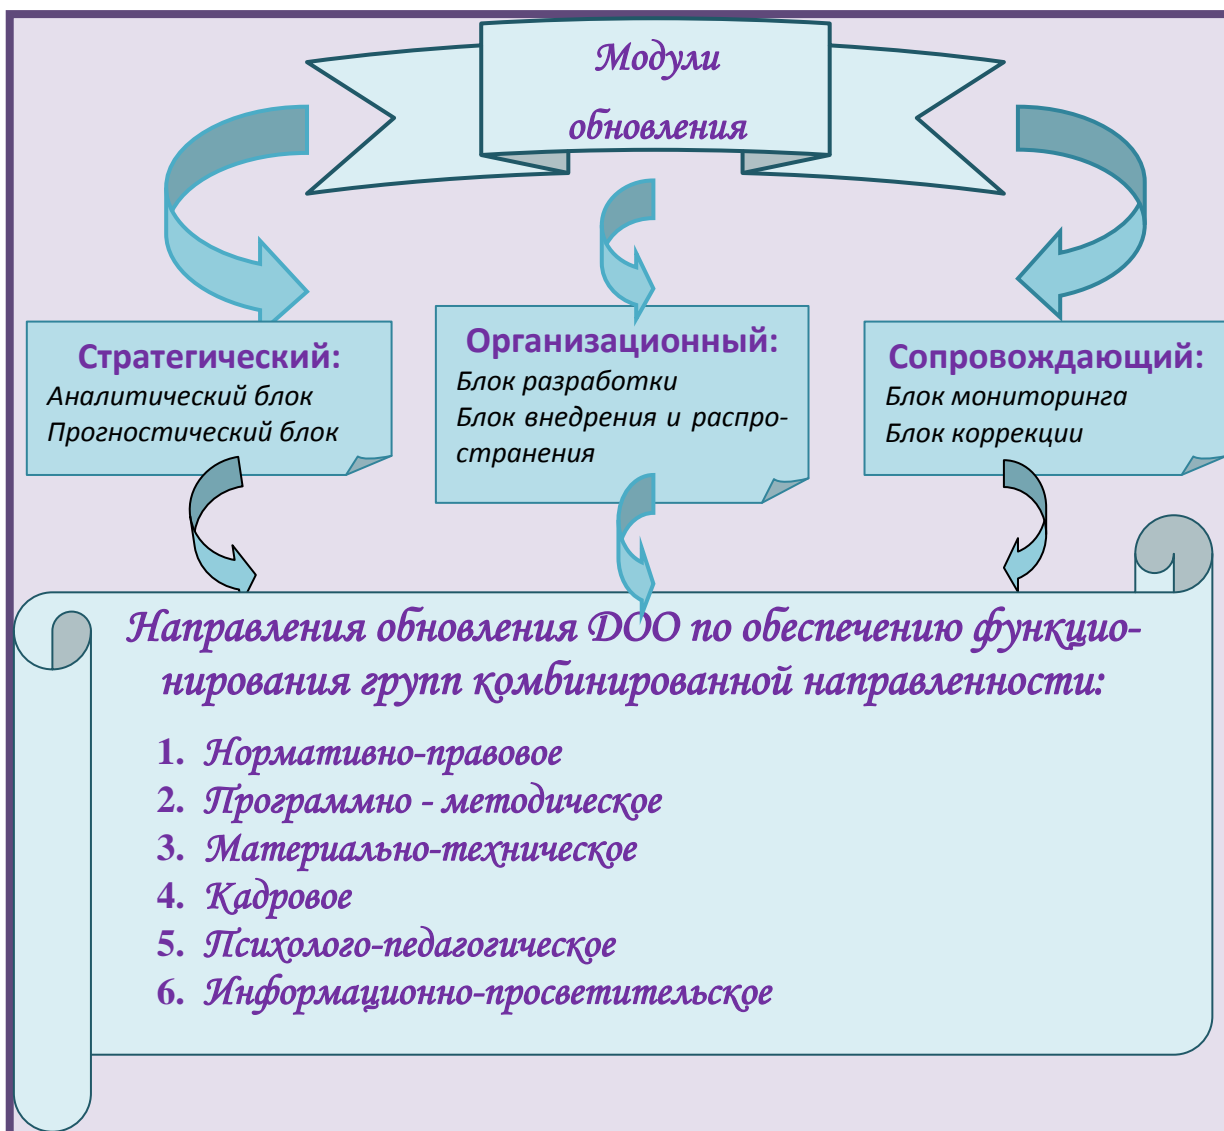 Модули
обновления
Стратегический:
Аналитический блок
Прогностический блок
Организационный:
Блок разработки
Блок внедрения и распро-
странения
Сопровождающий:
Блок мониторинга
Блок коррекции
Направления обновления ДОО по обеспечению функцио-
нирования групп комбинированной направленности:
1. Нормативно-правовое
2. Программно - методическое
3. Материально-техническое
4. Кадровое
5. Психолого-педагогическое
6. Информационно-просветительское